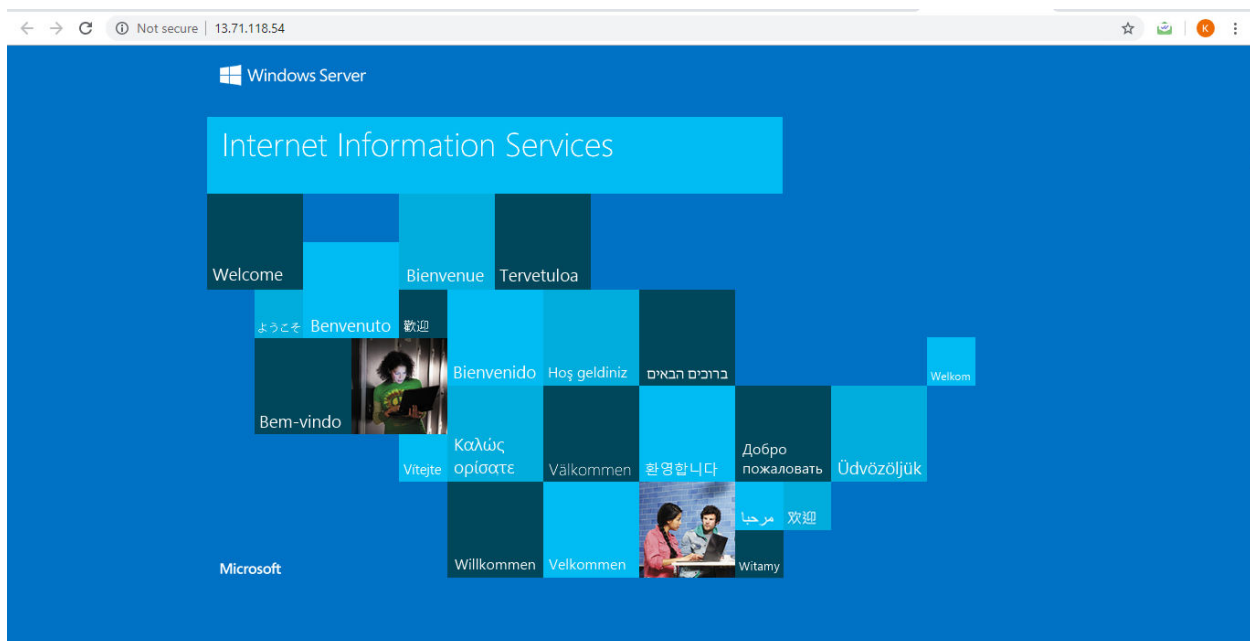 Not secure | 13.71.118.54
K
Windows Server
Internet Information Services
Welcome
Bienvenue
Tervetuloa
ようこそ
Benvenuto
歡迎
Bienvenido
Hoş geldiniz
ברוכים הבאים
Welkom
Bem-vindo
Vítejte
Καλώς
ορίσατε
Välkommen
환영합니다
Добро
пожаловать
Üdvözöljük
مرحبا
欢迎
Willkommen
Velkommen
Witamy
Microsoft